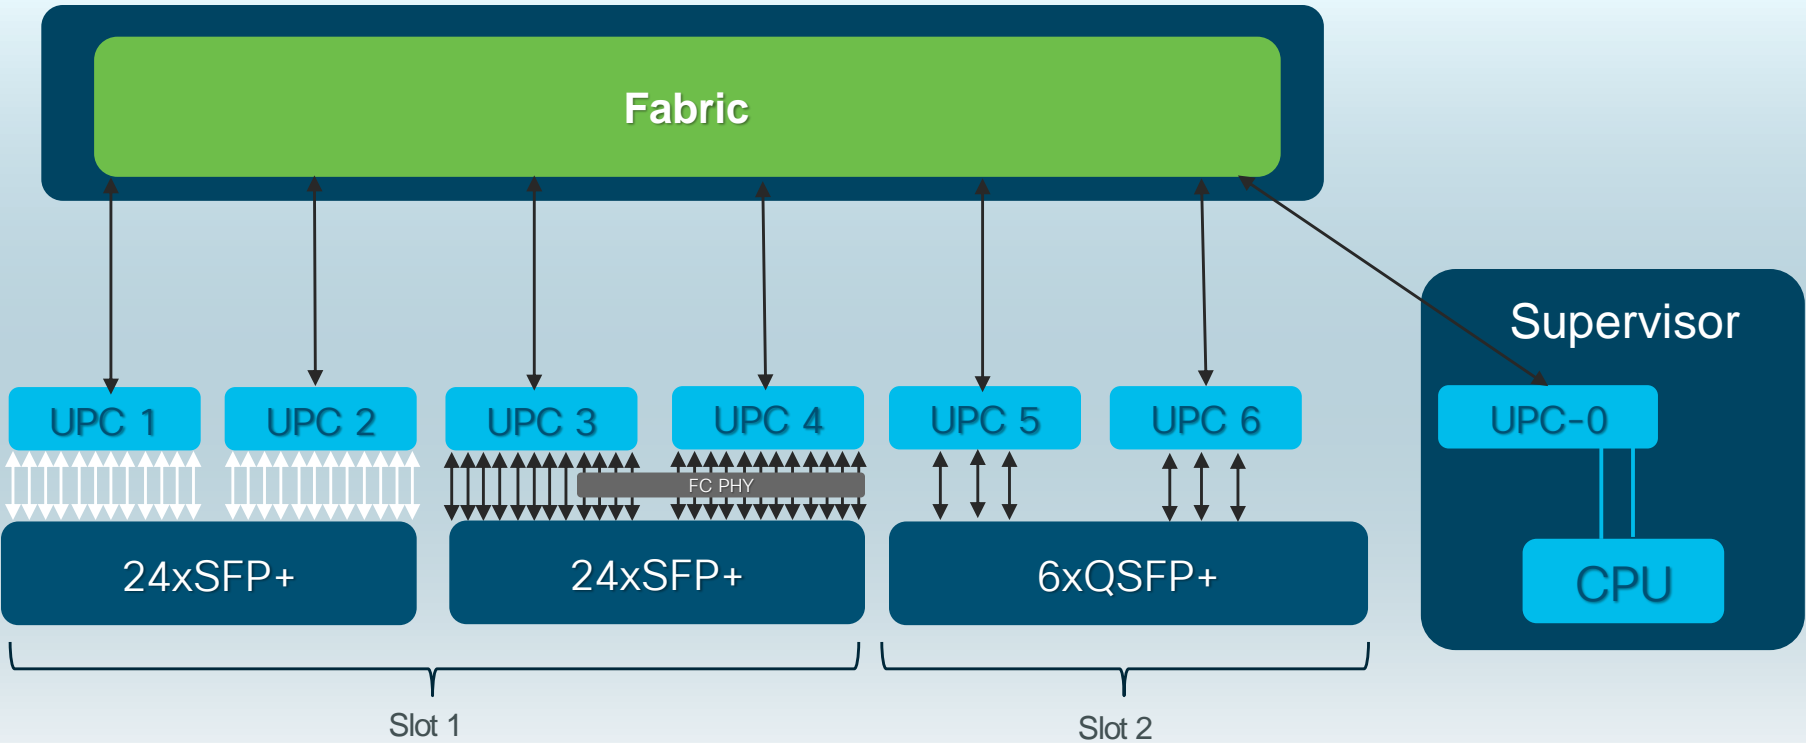 Fabric
Supervisor
UPC 1
UPC 2
UPC 3
UPC 4
UPC 5
UPC 6
UPC-0
FC PHY
24xSFP+
24xSFP+
6xQSFP+
CPU
Slot 1
Slot 2